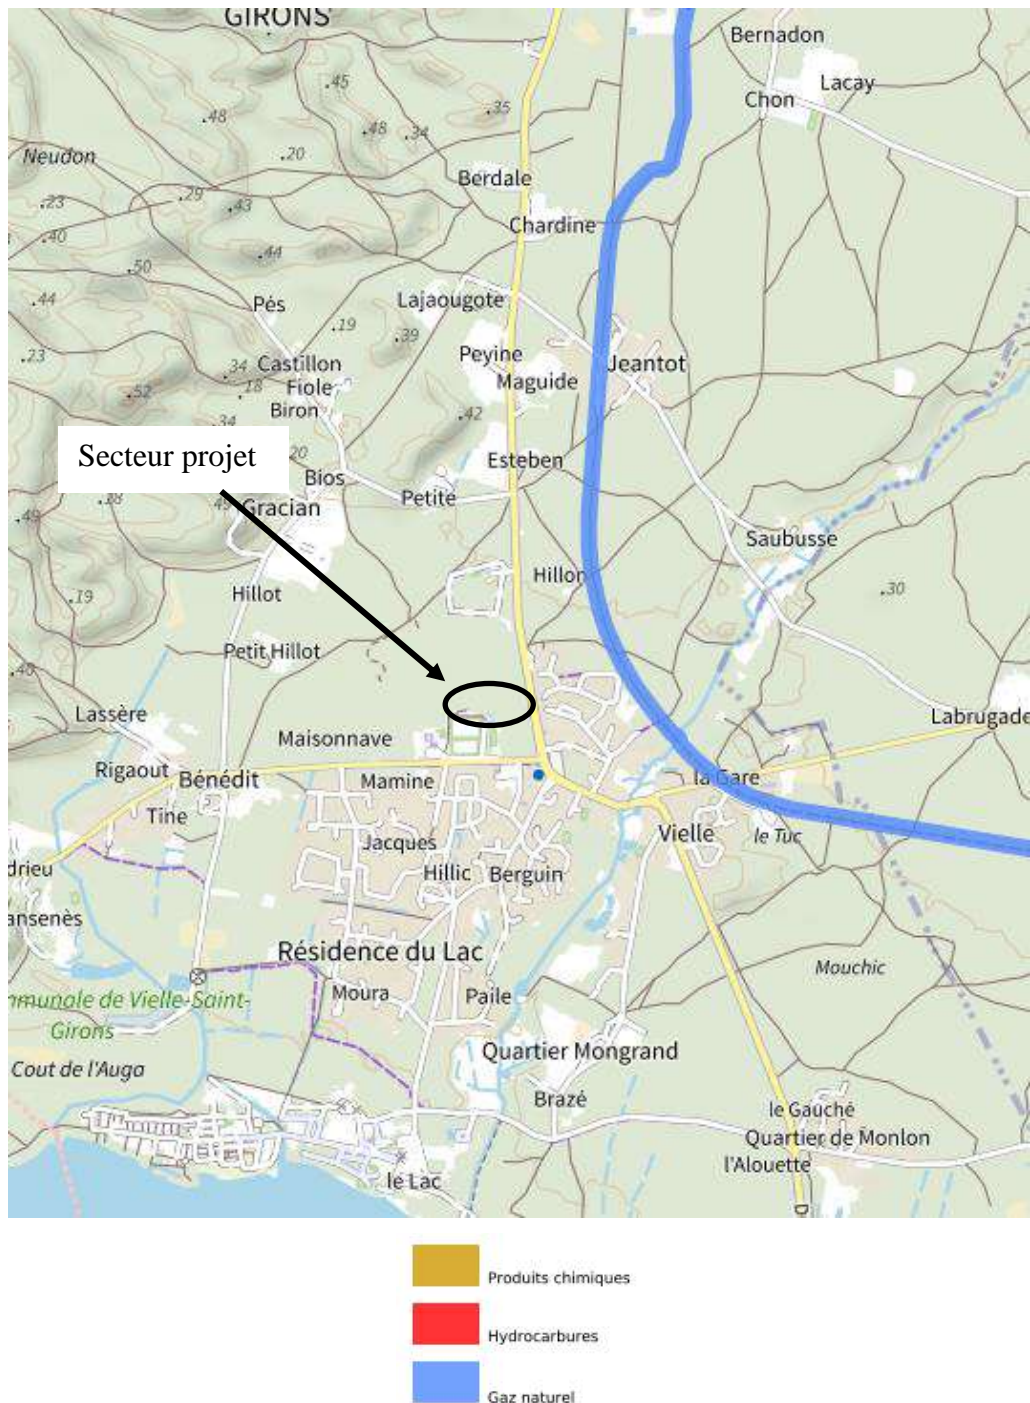 GIRONS
Bernadon
Lacay
Chon
.45
.35
.48
.48
.34
Neudon
.20
Berdale
.29
.43
.23
Chardine
.40
.44
.50
Lajaougote
.44
Pés
.19
.39
Peyine
Jeantot
.23
Castillon
.34
Maguide
Fiole
.18
.52
Biron
.42
.34
Secteur projet
20
Esteben
Bios
Petite
Gracian
.49
Saubusse
Hillon
.30
Hillot
.19
Petit Hillot
Lassère
Labrugade
Maisonnave
Rigaout
Bénédit
Mamine
la Gare
Tine
Vielle
le Tuc
Jacques
drieu
Hillic
Berguin
ansenès
Résidence du Lac
Mouchic
Moura
Paile
mmunale de Vielle-Saint-
Girons
Quartier Mongrand
Cout de l'Auga
Brazé
le Gauché
Quartier de Monlon
l'Alouette
le Lac
D
Produits chimiques
Hydrocarbures
Gaz naturel